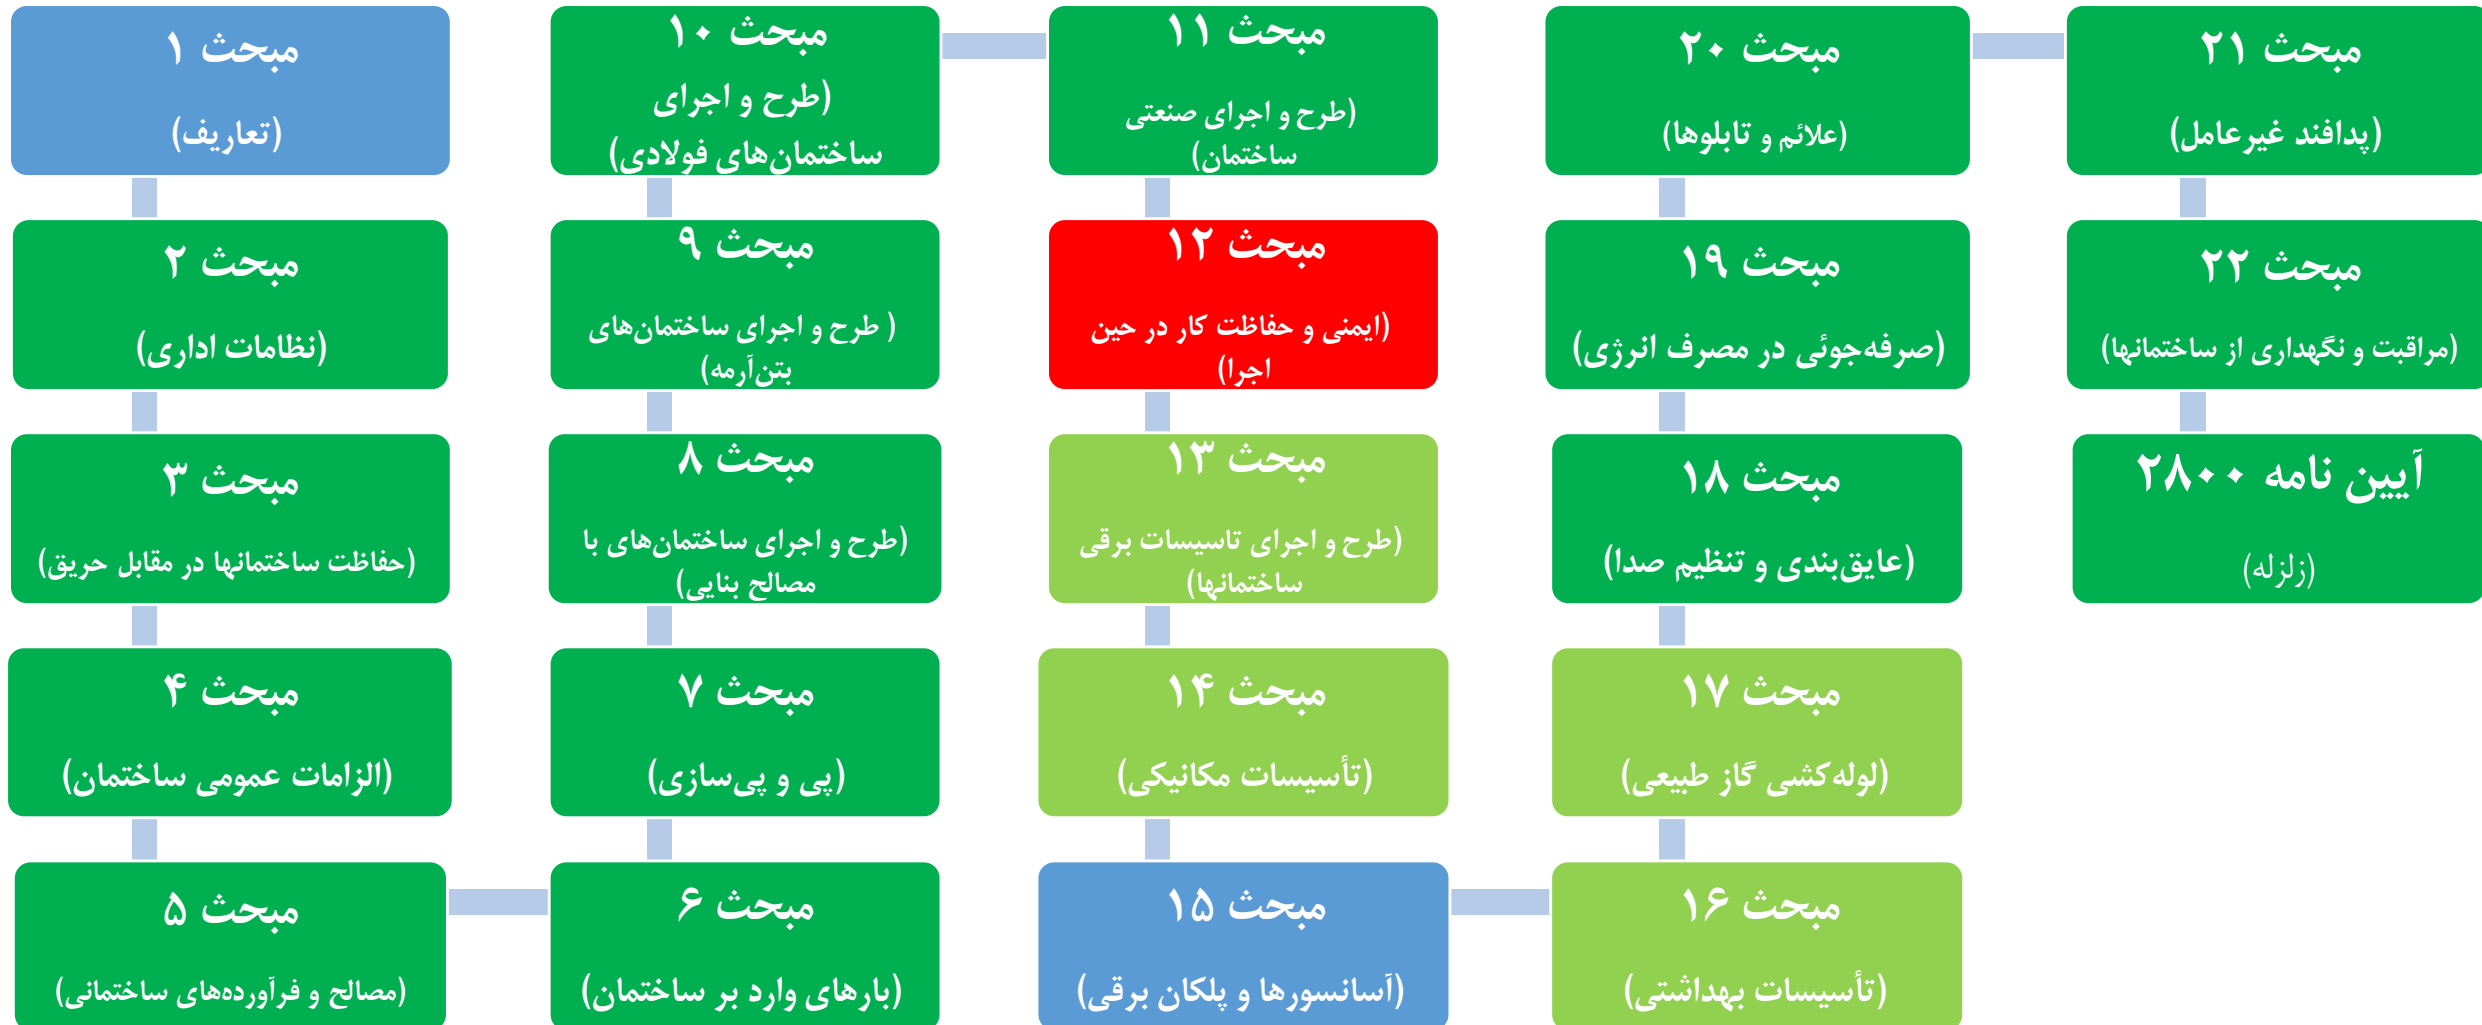 مبحث ۱
(تعاریف)
مبحث ۲
(نظامات اداری)
مبحث ۳
(حفاظت ساختمانها در مقابل حریق)
مبحث ۴
(الزامات عمومی ساختمان)
مبحث ۵
(مصالح و فرآورده‌های ساختمانی)
مبحث ۶
(بارهای وارد بر ساختمان)
مبحث ۷
(پی و پی‌سازی)
مبحث ۸
(طرح و اجرای ساختمان‌های با
مصالح بنایی)
مبحث ۹
( طرح و اجرای ساختمان‌های
بتن‌آرمه)
مبحث ۱۰
(طرح و اجرای
ساختمان‌های فولادی)
مبحث ۱۱
(طرح و اجرای صنعتی
ساختمان)
مبحث ۱۲
(ایمنی و حفاظت کار در حین
اجرا)
مبحث ۱۳
(طرح و اجرای تاسیسات برقی
ساختمانها)
مبحث ۱۴
(تأسیسات مکانیکی)
مبحث ۱۵
(آسانسورها و پلکان برقی)
مبحث ۱۶
(تأسیسات بهداشتی)
مبحث ۱۷
(لوله‌کشی گاز طبیعی)
مبحث ۱۸
(عایق‌بندی و تنظیم صدا)
مبحث ۱۹
(صرفه‌جوئی در مصرف انرژی)
مبحث ۲۰
(علائم و تابلوها)
مبحث ۲۱
(پدافند غیرعامل)
مبحث ۲۲
(مراقبت و نگهداری از ساختمانها)
آیین نامه ۲۸۰۰
(زلزله)